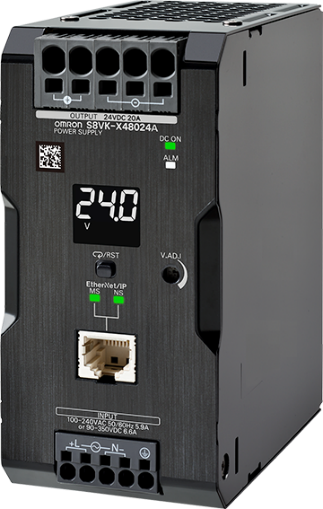 + -
OUTPUT 24VDC 20A
OMRON S8VK-X48024A
POWER SUPPLY
DC ON
ALM
24.0
V
/RST
V.ADJ
EtherNet/IP
MS NS
INPUT
100-240VAC 50/60Hz 5.9A
or 90-350VDC 6.6A
+L N-